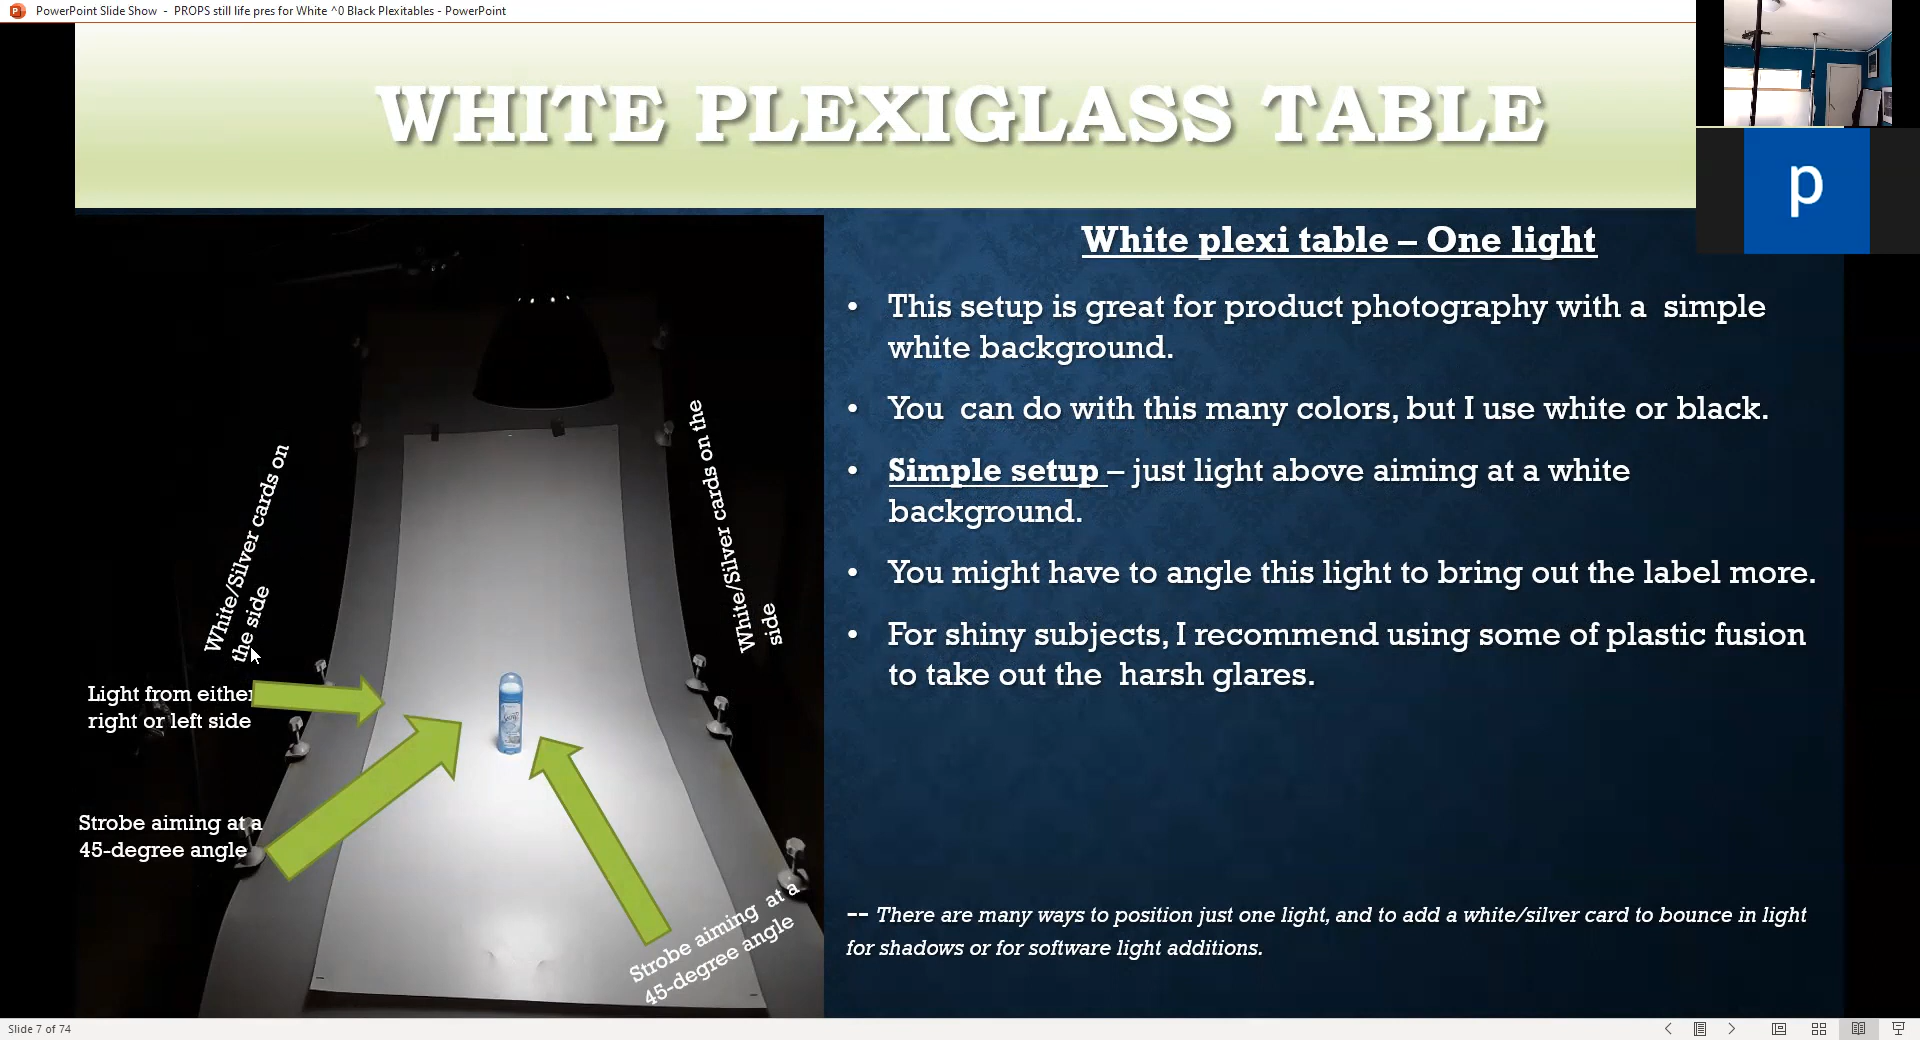 PowerPoint Slide Show - PROPS still life pres for White ^0 Black Plexitables - PowerPoint
WHITE PLEXIGLASS TABLE
p
White plexi table – One light
• This setup is great for product photography with a simple
white background.
• You can do with this many colors, but I use white or black.
• Simple setup – just light above aiming at a white
background.
• You might have to angle this light to bring out the label more.
• For shiny subjects, I recommend using some of plastic fusion
to take out the harsh glares.
-- There are many ways to position just one light, and to add a white/silver card to bounce in light
for shadows or for software light additions.
White/Silver cards on
the side
White/Silver cards on the
side
Light from either
right or left side
Strobe aiming at a
45-degree angle
Strobe aiming at a
45-degree angle
Slide 7 of 74